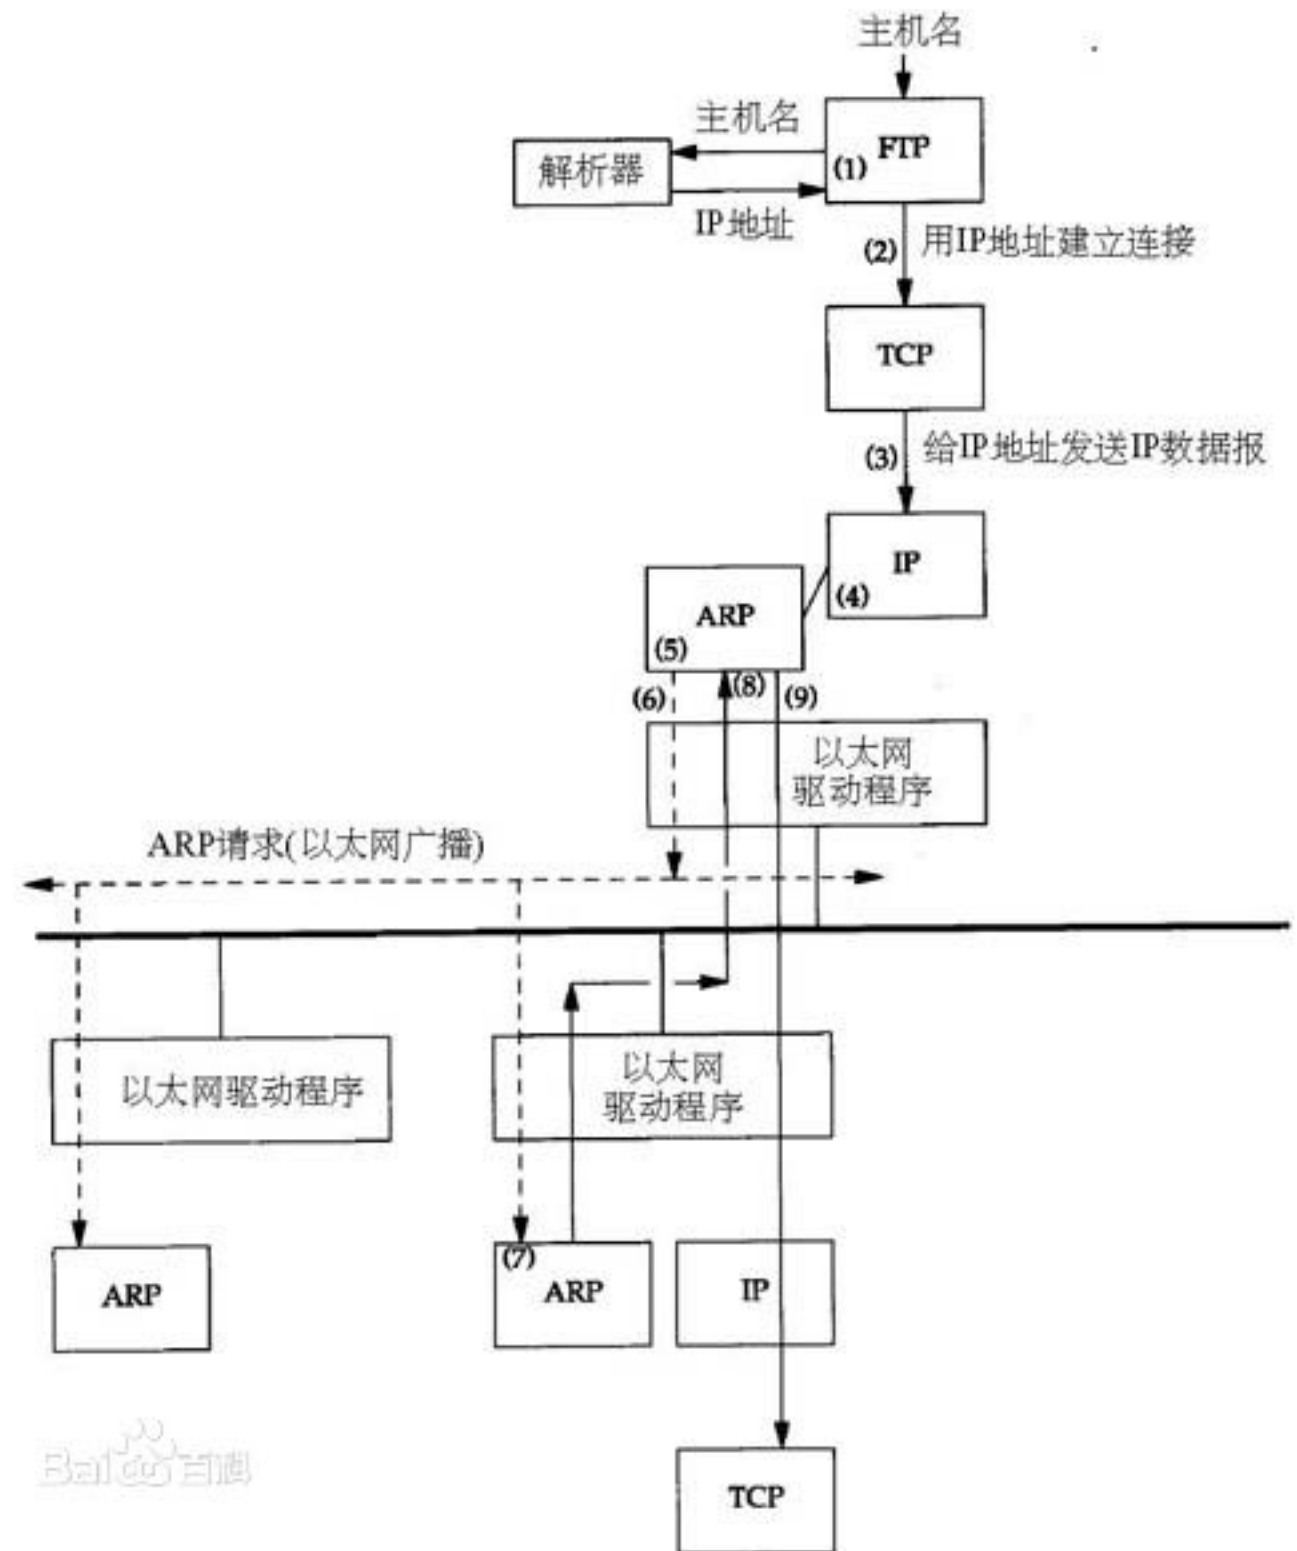 主机名
主机名
FTP
(1)
解析器
IP地址
(2)
用IP地址建立连接
TCP
(3)
给IP地址发送IP数据报
IP
(4)
ARP
(5)
(6)
(8)
(9)
以太网
驱动程序
ARP请求(以太网广播)
以太网驱动程序
以太网
驱动程序
ARP
(7)
ARP
IP
TCP
Baidu百科